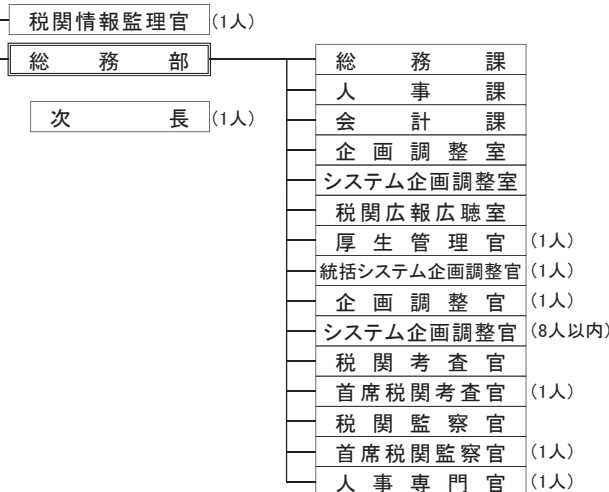 税関情報監理官 (1人)
総務部
次長 (1人)
総務課
人事課
会計課
企画調整室
システム企画調整室
税関広報広聴室
厚生管理官 (1人)
統括システム企画調整官 (1人)
企画調整官 (1人)
システム企画調整官 (8人以内)
税関考査官
首席税関考査官 (1人)
税関監察官
首席税関監察官 (1人)
人事専門官 (1人)